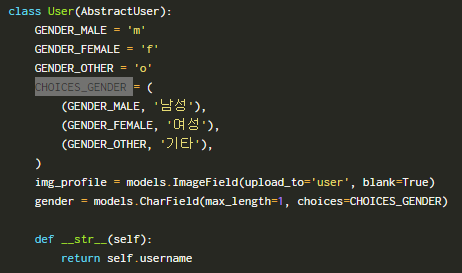 class User(AbstractUser):
    GENDER_MALE = 'm'
    GENDER_FEMALE = 'f'
    GENDER_OTHER = 'o'
    CHOICES_GENDER = (
        (GENDER_MALE, '남성'),
        (GENDER_FEMALE, '여성'),
        (GENDER_OTHER, '기타'),
    )
    img_profile = models.ImageField(upload_to='user', blank=True)
    gender = models.CharField(max_length=1, choices=CHOICES_GENDER)

    def __str__(self):
        return self.username